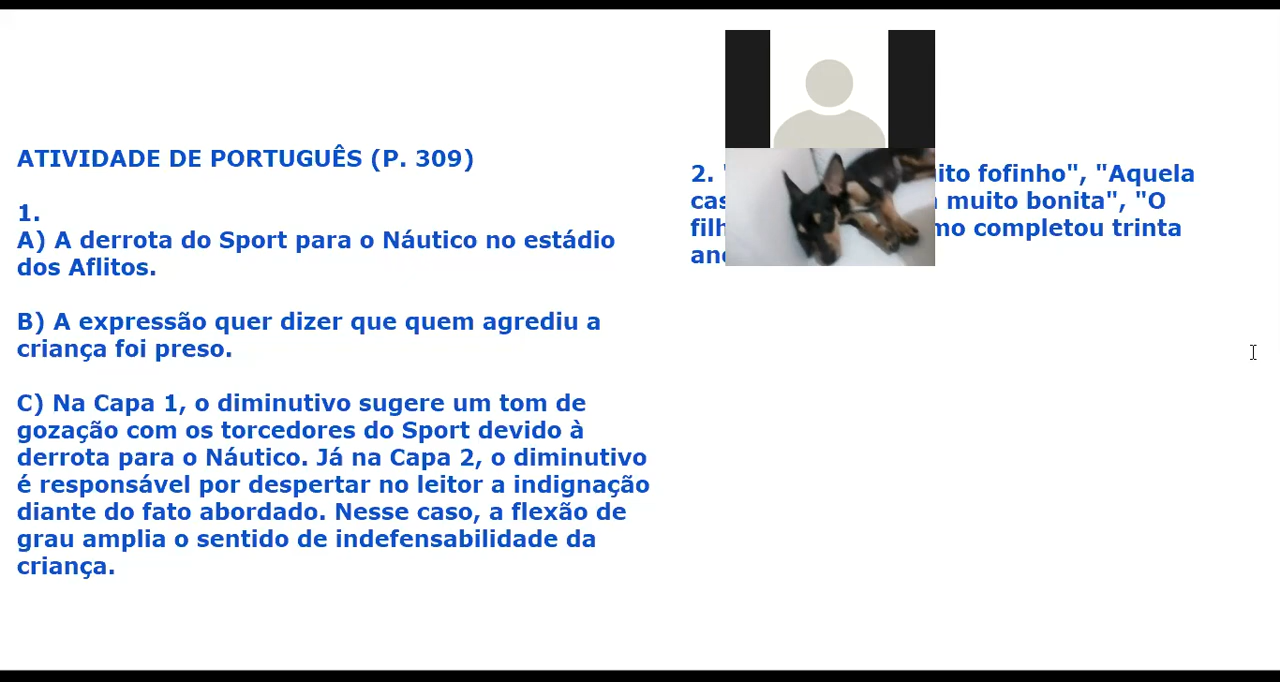 ATIVIDADE DE PORTUGUÊS (P. 309)
1.
A) A derrota do Sport para o Náutico no estádio
dos Aflitos.
B) A expressão quer dizer que quem agrediu a
criança foi preso.
C) Na Capa 1, o diminutivo sugere um tom de
gozação com os torcedores do Sport devido à
derrota para o Náutico. Já na Capa 2, o diminutivo
é responsável por despertar no leitor a indignação
diante do fato abordado. Nesse caso, a flexão de
grau amplia o sentido de indefensabilidade da
criança.
2. fofinho", "Aquela
muito bonita", "O
completou trinta